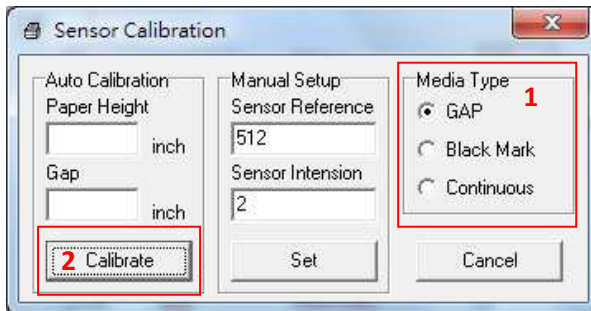 Sensor Calibration
Auto Calibration
Paper Height
inch
Gap
inch
2 Calibrate
Manual Setup
Sensor Reference
512
Sensor Intension
2
Set
Media Type
1
GAP
Black Mark
Continuous
Cancel